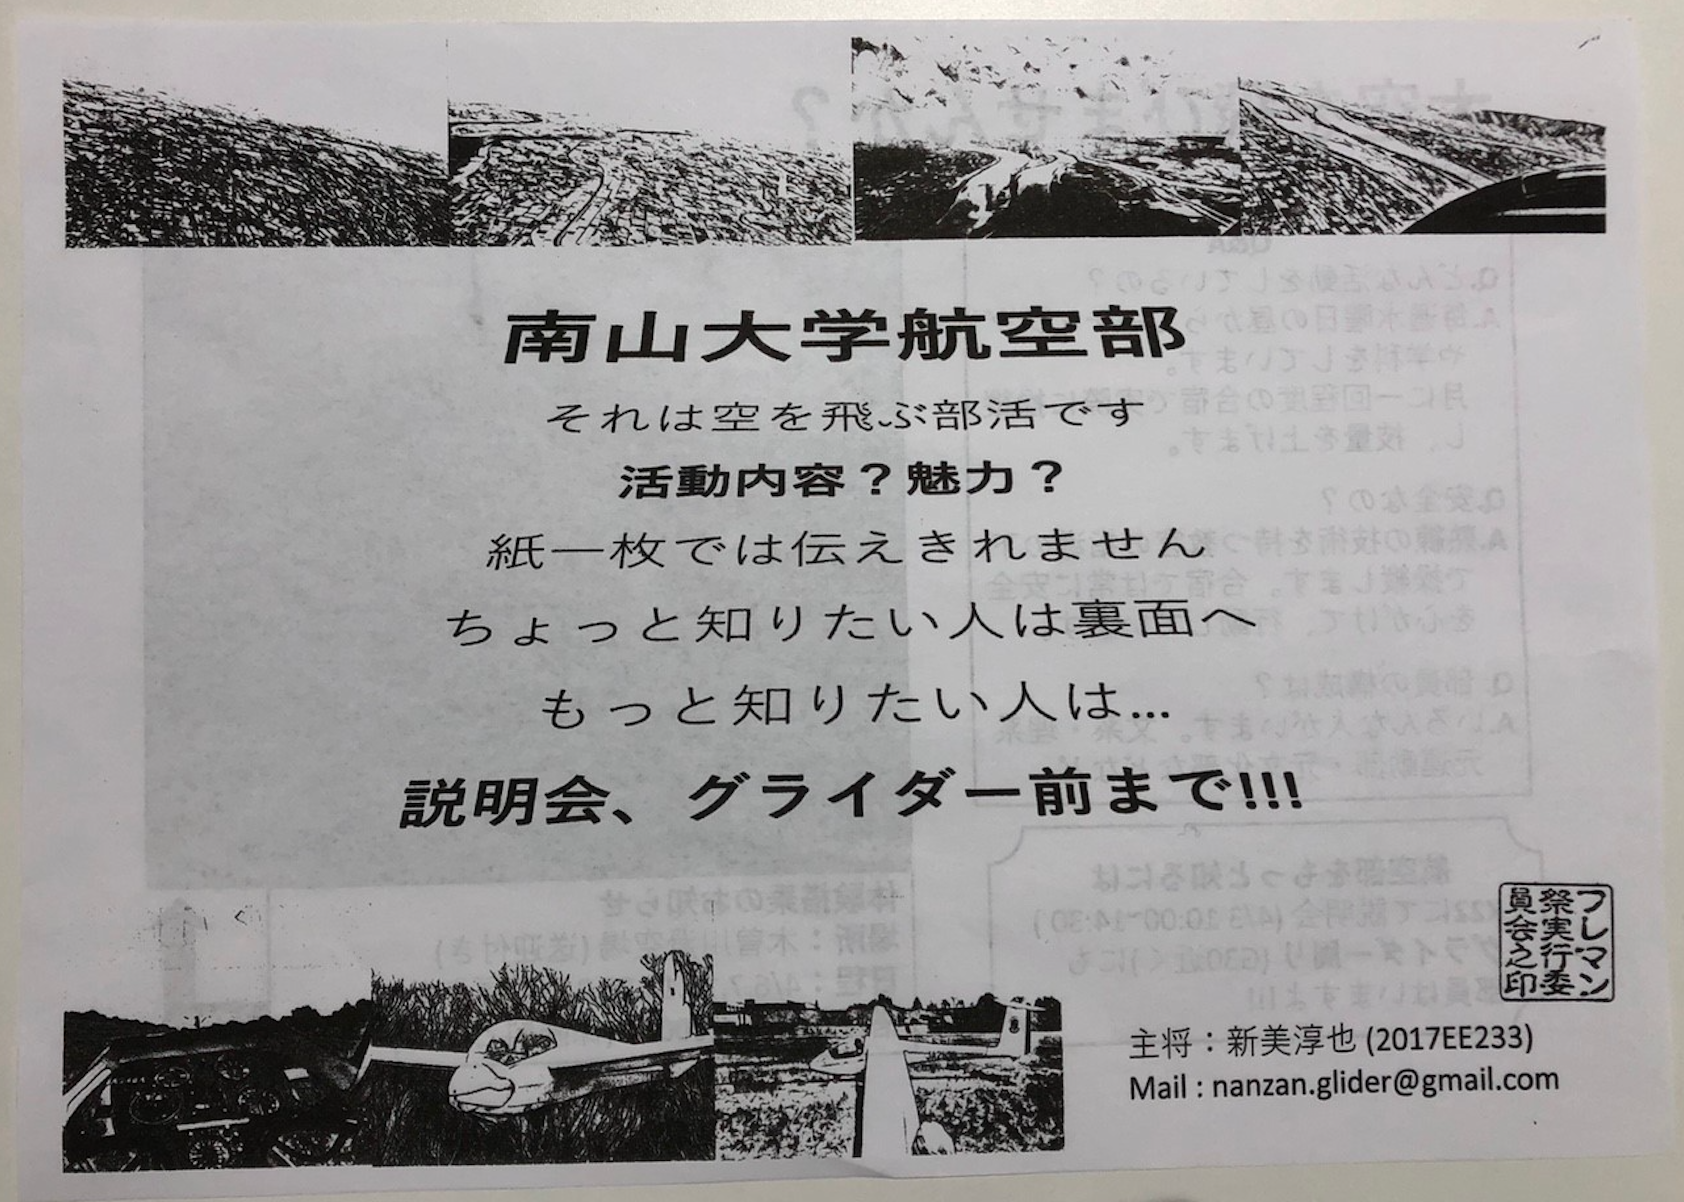 南山大学航空部
それは空を飛ぶ部活です
活動内容？魅力？
紙一枚では伝えきれません
ちょっと知りたい人は裏面へ
もっと知りたい人は…
説明会、グライダー前まで!!!
フレマン
祭実行委
員会之印
主将：新美淳也 (2017EE233)
Mail : nanzan.glider@gmail.com